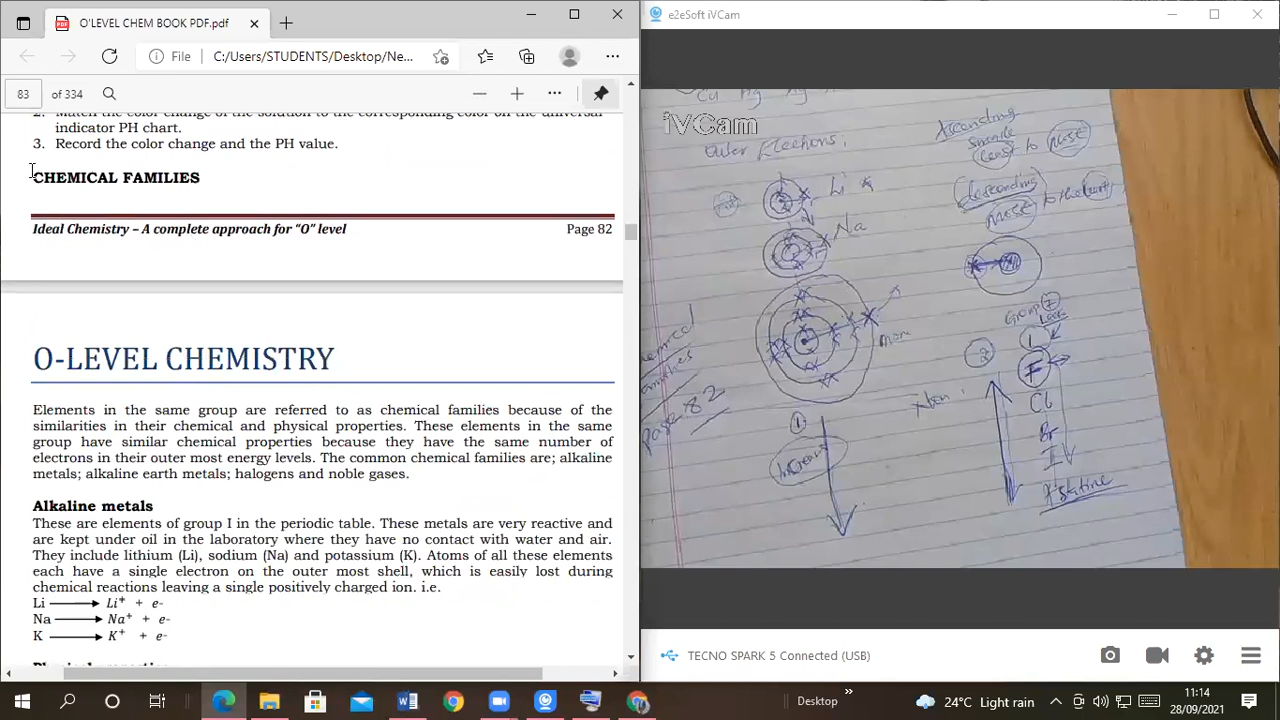 O'LEVEL CHEM BOOK PDF.pdf
File
C:/Users/STUDENTS/Desktop/Ne...
83 of 334
2. Match the color change of the solution to the corresponding color on the universal
indicator PH chart.
3. Record the color change and the PH value.
CHEMICAL FAMILIES
Ideal Chemistry – A complete approach for "O" level
Page 82
O-LEVEL CHEMISTRY
Elements in the same group are referred to as chemical families because of the
similarities in their chemical and physical properties. These elements in the same
group have similar chemical properties because they have the same number of
electrons in their outer most energy levels. The common chemical families are; alkaline
metals; alkaline earth metals; halogens and noble gases.
Alkaline metals
These are elements of group I in the periodic table. These metals are very reactive and
are kept under oil in the laboratory where they have no contact with water and air.
They include lithium (Li), sodium (Na) and potassium (K). Atoms of all these elements
each have a single electron on the outer most shell, which is easily lost during
chemical reactions leaving a single positively charged ion. i.e.
Li ⟶ Li⁺ + e-
Na ⟶ Na⁺ + e-
K ⟶ K⁺ + e-
e2eSoft iVCam
iVCam
Outer Electrons
Ascending
least to most
descending
most to the
Li
Na
Group 7
F
Cl
Br
I
Astatine
page 82
TECNO SPARK 5 Connected (USB)
Desktop
24°C Light rain
11:14
28/09/2021